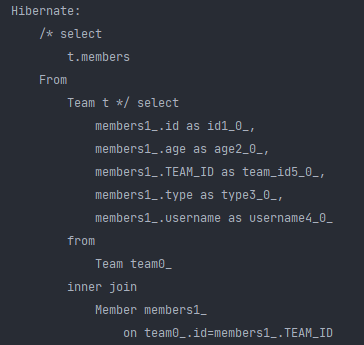 Hibernate:
/* select
t.members
From
Team t */ select
members1_.id as id1_0_,
members1_.age as age2_0_,
members1_.TEAM_ID as team_id5_0_,
members1_.type as type3_0_,
members1_.username as username4_0_
from
Team team0_
inner join
Member members1_
on team0_.id=members1_.TEAM_ID